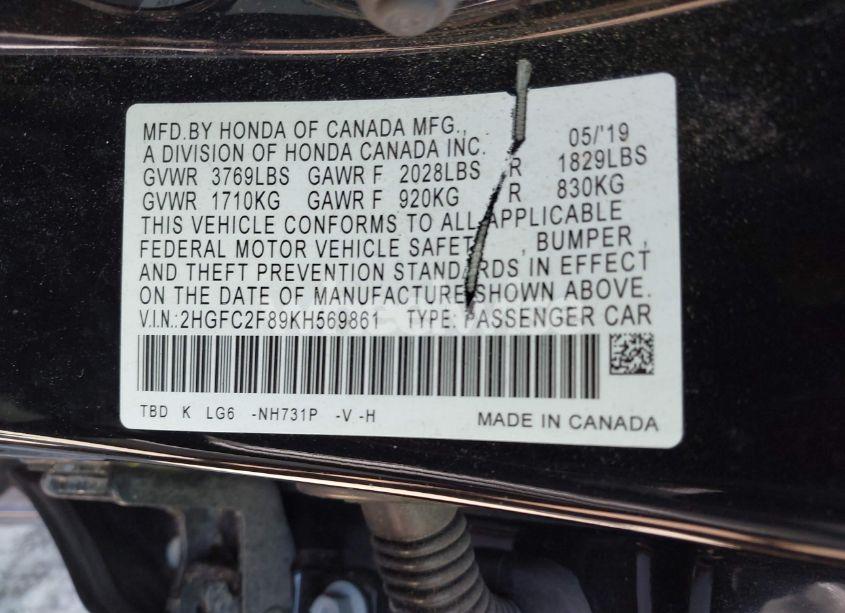 MFD.BY HONDA OF CANADA MFG., 05/'19
A DIVISION OF HONDA CANADA INC.
GVWR 3769LBS GAWR F 2028LBS R 1829LBS
GVWR 1710KG GAWR F 920KG R 830KG
THIS VEHICLE CONFORMS TO ALL APPLICABLE
FEDERAL MOTOR VEHICLE SAFETY, BUMPER,
AND THEFT PREVENTION STANDARDS IN EFFECT
ON THE DATE OF MANUFACTURE SHOWN ABOVE.
V.I.N.:2HGFC2F89KH569861 TYPE:PASSENGER CAR
TBD K LG6 -NH731P -V -H
MADE IN CANADA